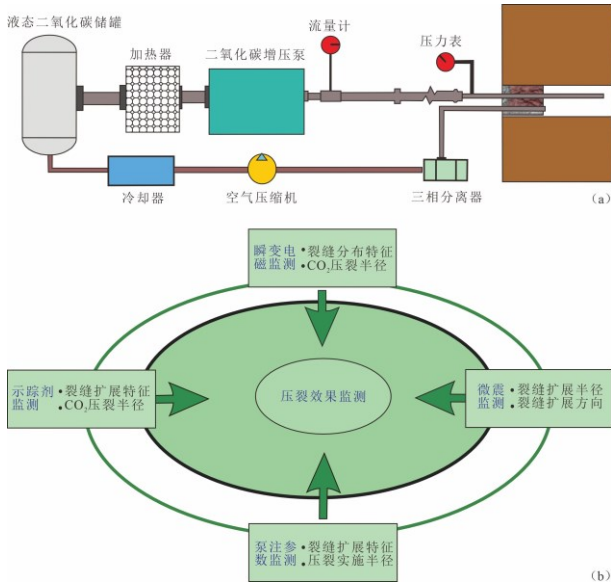 液态二氧化碳储罐
加热器
二氧化碳增压泵
流量计
压力表
冷却器
空气压缩机
三相分离器
(a)
瞬变电磁监测
•裂缝分布特征
•CO₂压裂半径
示踪剂监测
•裂缝扩展特征
•CO₂压裂半径
压裂效果监测
微震监测
•裂缝扩展半径
•裂缝扩展方向
泵注参数监测
•裂缝扩展特征
•压裂实施半径
(b)